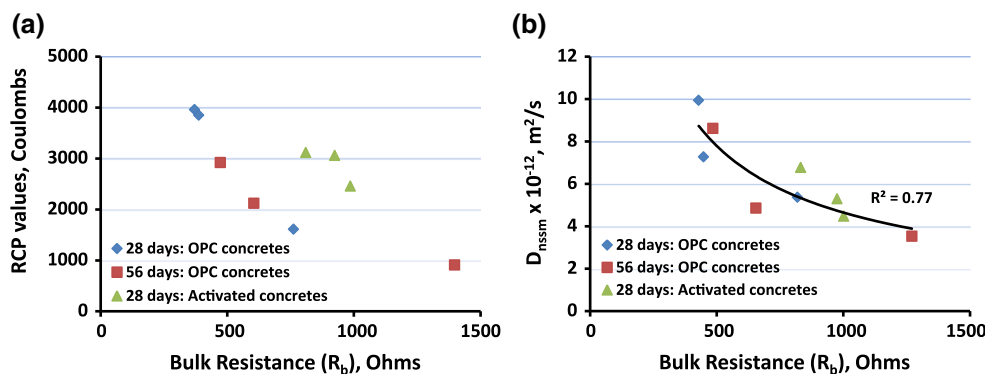 (a)
RCP values, Coulombs
5000
4000
3000
2000
1000
0
28 days: OPC concretes
56 days: OPC concretes
28 days: Activated concretes
0 500 1000 1500
Bulk Resistance (Rb), Ohms
(b)
Dnssm x 10-12, m2/s
12
10
8
6
4
2
0
R² = 0.77
28 days: OPC concretes
56 days: OPC concretes
28 days: Activated concretes
0 500 1000 1500
Bulk Resistance (Rb), Ohms